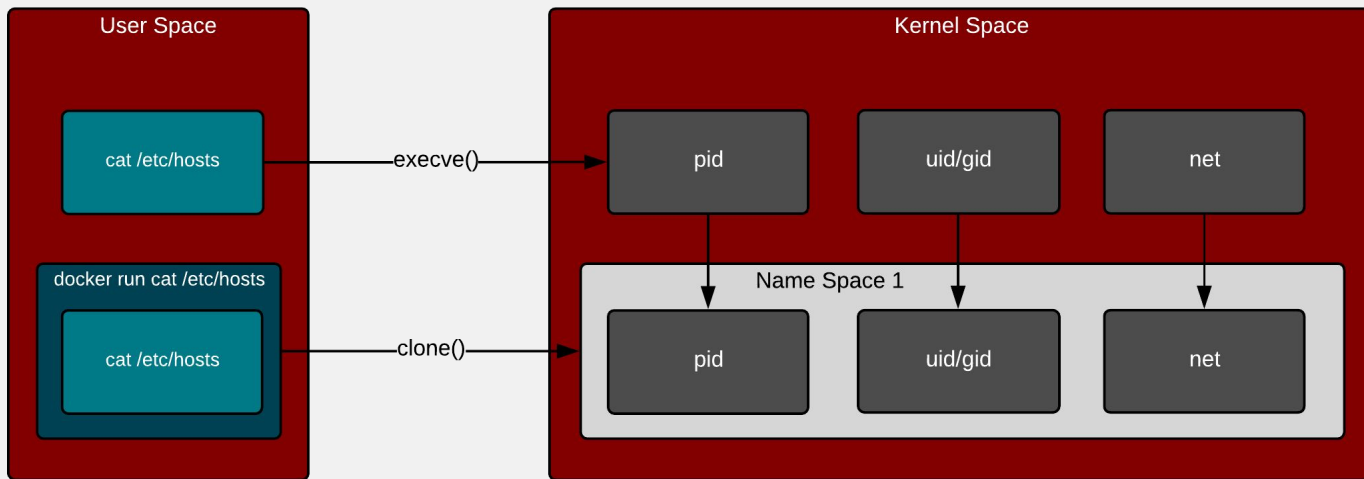 User Space
Kernel Space
cat /etc/hosts
execve()
pid
uid/gid
net
docker run cat /etc/hosts
Name Space 1
cat /etc/hosts
clone()
pid
uid/gid
net